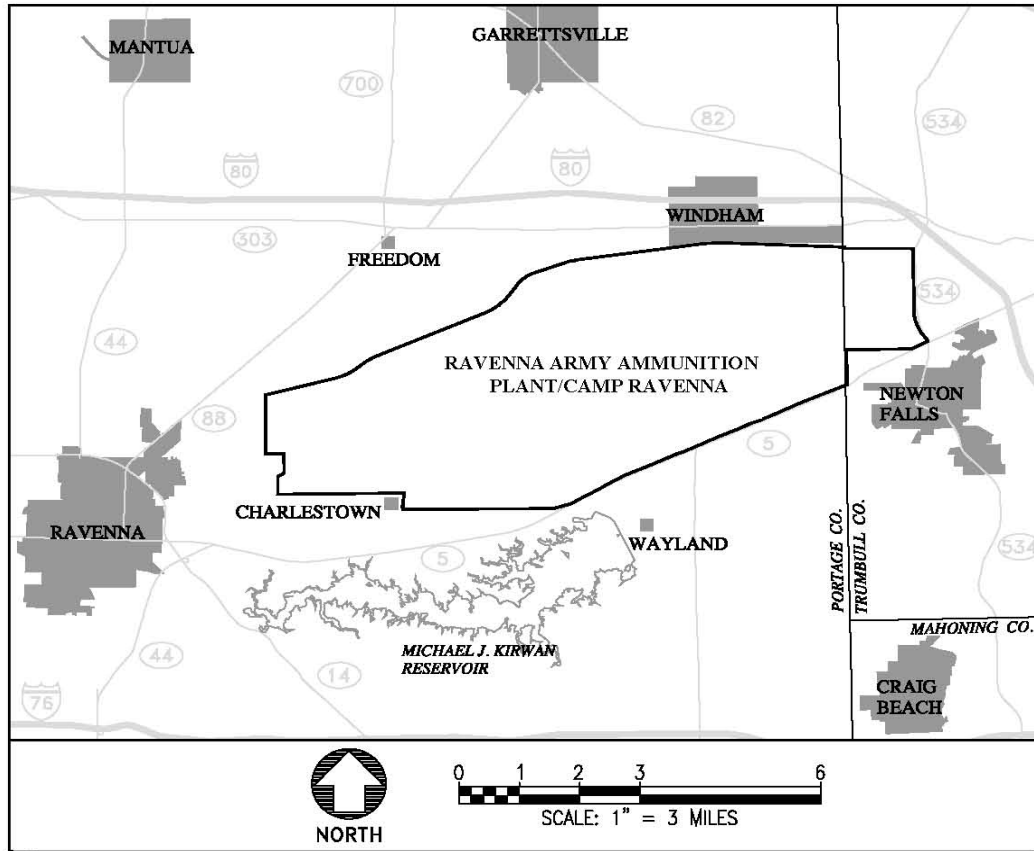 MANTUA
GARRETTSVILLE
700
82
534
80
80
WINDHAM
303
FREEDOM
534
44
RAVENNA ARMY AMMUNITION
PLANT/CAMP RAVENNA
NEWTON
FALLS
88
5
CHARLESTOWN
RAVENNA
WAYLAND
5
534
PORTAGE CO.
TRUMBULL CO.
MAHONING CO.
MICHAEL J. KIRWAN
RESERVOIR
44
14
76
CRAIG
BEACH
0 1 2 3 6
SCALE: 1" = 3 MILES
NORTH